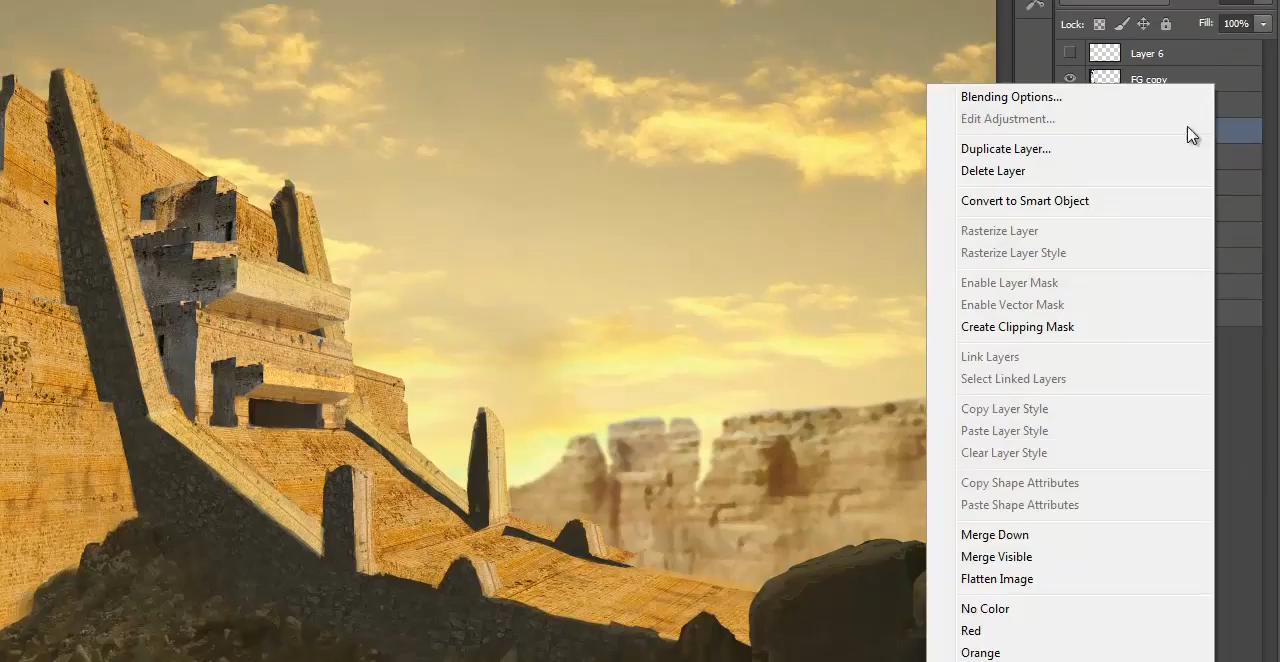 Lock: Fill: 100%
Layer 6
FG copy
Blending Options...
Edit Adjustment...
Duplicate Layer...
Delete Layer
Convert to Smart Object
Rasterize Layer
Rasterize Layer Style
Enable Layer Mask
Enable Vector Mask
Create Clipping Mask
Link Layers
Select Linked Layers
Copy Layer Style
Paste Layer Style
Clear Layer Style
Copy Shape Attributes
Paste Shape Attributes
Merge Down
Merge Visible
Flatten Image
No Color
Red
Orange